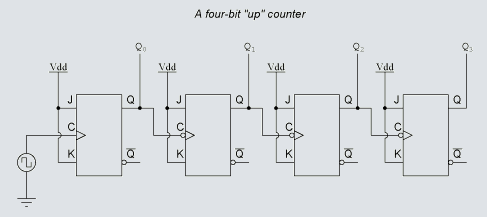 A four-bit "up" counter
Q0 Q1 Q2 Q3
Vdd Vdd Vdd Vdd
J Q J Q J Q J Q
C C C C
K Q̅ K Q̅ K Q̅ K Q̅